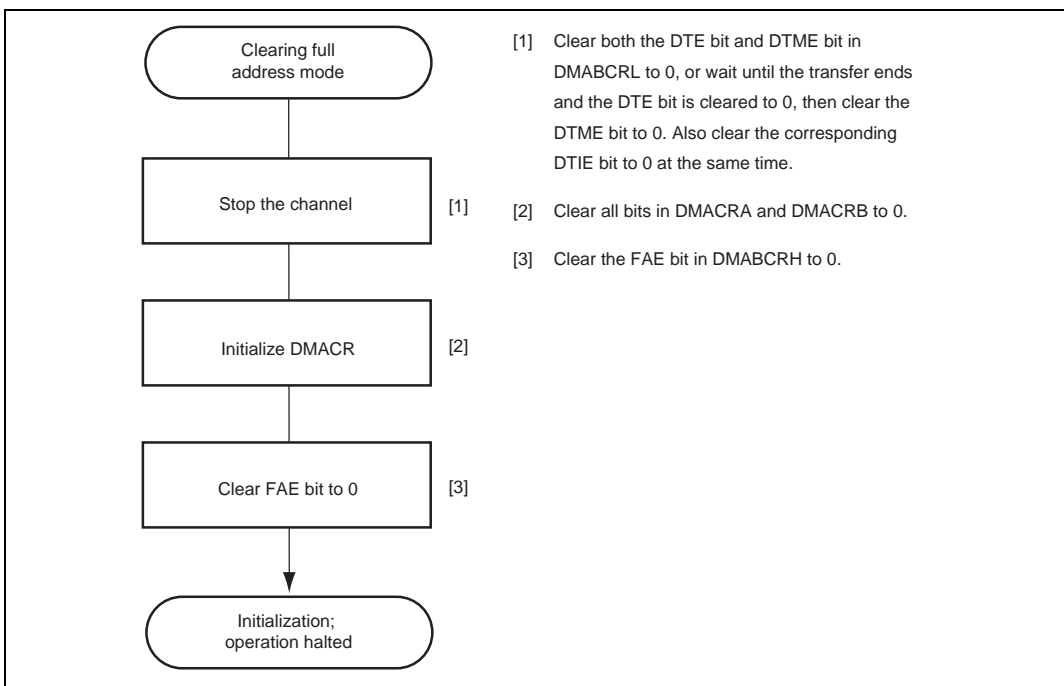 Clearing full
address mode
Stop the channel
[1]
Initialize DMACR
[2]
Clear FAE bit to 0
[3]
Initialization;
operation halted
[1] Clear both the DTE bit and DTME bit in
DMABCRL to 0, or wait until the transfer ends
and the DTE bit is cleared to 0, then clear the
DTME bit to 0. Also clear the corresponding
DTIE bit to 0 at the same time.
[2] Clear all bits in DMACRA and DMACRB to 0.
[3] Clear the FAE bit in DMABCRH to 0.